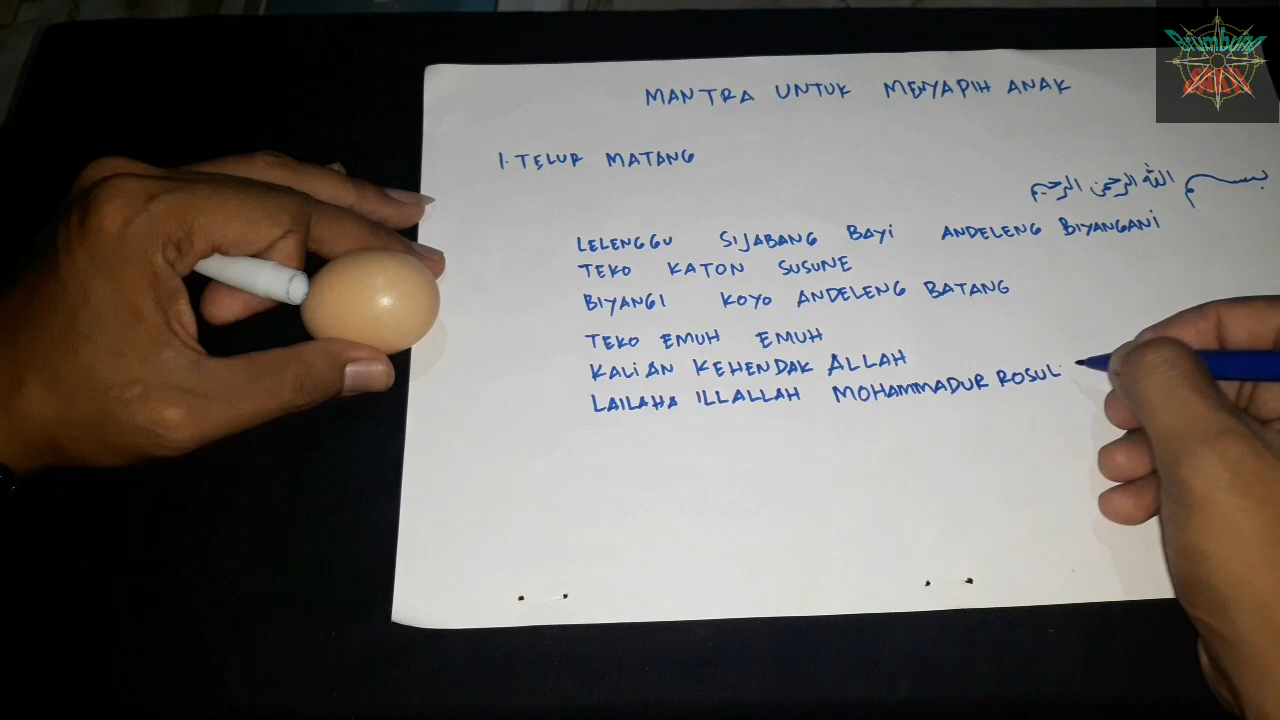 MANTRA UNTUK MENYAPIH ANAK
1. TELUR MATANG
بسم الله الرحمن الرحيم
LELENGGU SIJABANG BAYI ANDELENG BIYANGANI
TEKO KATON SUSUNE
BIYANGI KOYO ANDELENG BATANG
TEKO EMUH EMUH
KALIAN KEHENDAK ALLAH
LAILAHA ILLALLAH MOHAMMADUR ROSUL